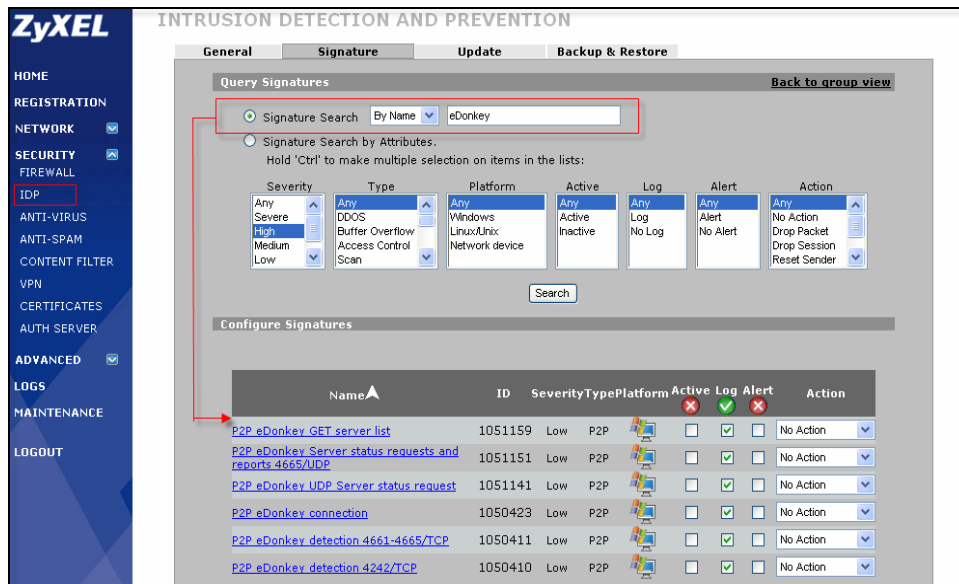 ZyXEL
HOME
REGISTRATION
NETWORK
SECURITY
FIREWALL
IDP
ANTI-VIRUS
ANTI-SPAM
CONTENT FILTER
VPN
CERTIFICATES
AUTH SERVER
ADVANCED
LOGS
MAINTENANCE
LOGOUT
INTRUSION DETECTION AND PREVENTION
General Signature Update Backup & Restore
Query Signatures Back to group view
Signature Search By Name eDonkey
Signature Search by Attributes.
Hold 'Ctrl' to make multiple selection on items in the lists:
Severity Type Platform Active Log Alert Action
Any Any Any Any Any Any Any
Severe DDOS Windows Active Log Alert No Action
High Buffer Overflow Linux/Unix Inactive No Log No Alert Drop Packet
Medium Access Control Network device Drop Session
Low Scan Reset Sender
Search
Configure Signatures
Name ID Severity Type Platform Active Log Alert Action
P2P eDonkey GET server list 1051159 Low P2P No Action
P2P eDonkey Server status requests and
reports 4665/UDP 1051151 Low P2P No Action
P2P eDonkey UDP Server status request 1051141 Low P2P No Action
P2P eDonkey connection 1050423 Low P2P No Action
P2P eDonkey detection 4661-4665/TCP 1050411 Low P2P No Action
P2P eDonkey detection 4242/TCP 1050410 Low P2P No Action